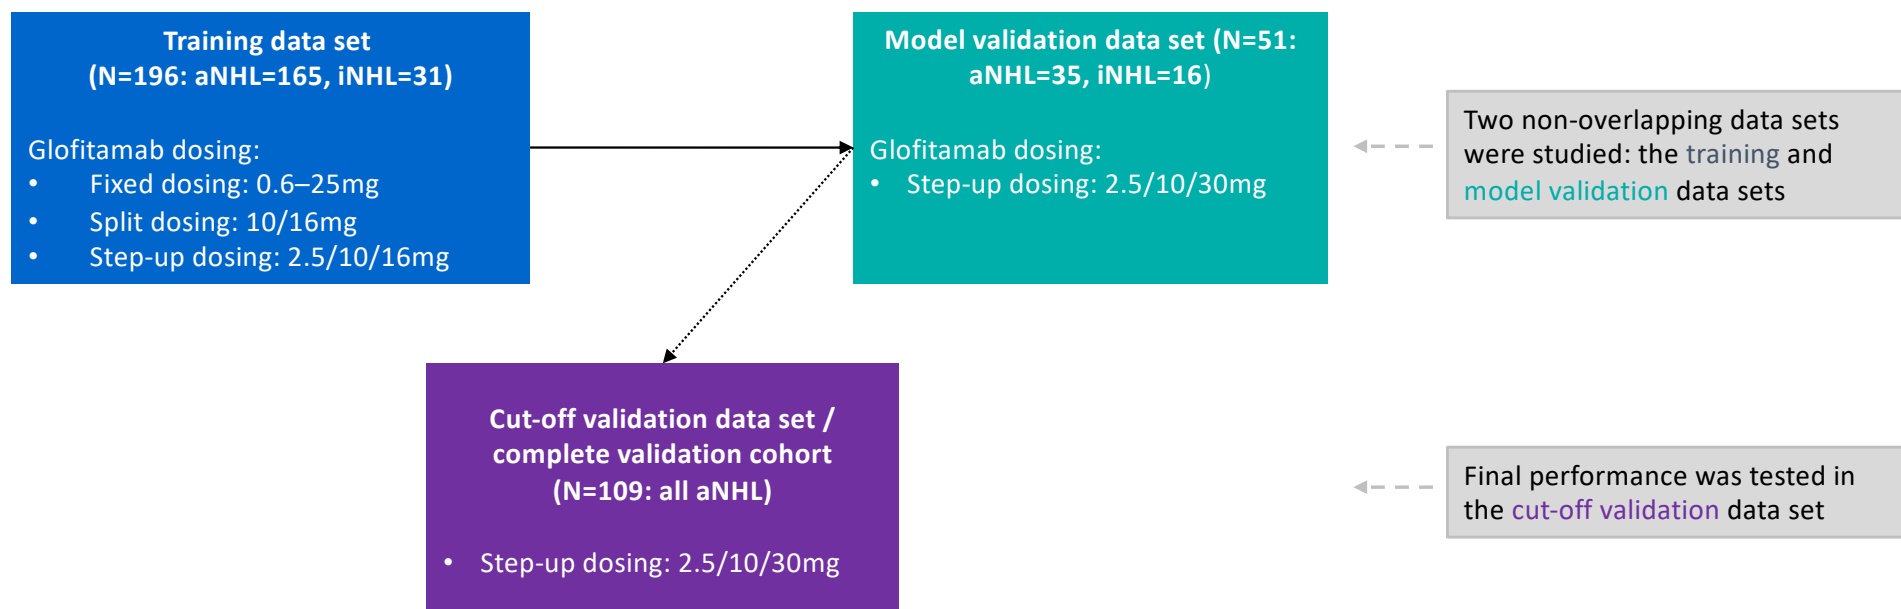 Training data set
(N=196: aNHL=165, iNHL=31)
Glofitamab dosing:
• Fixed dosing: 0.6–25mg
• Split dosing: 10/16mg
• Step-up dosing: 2.5/10/16mg
Model validation data set (N=51:
aNHL=35, iNHL=16)
Glofitamab dosing:
• Step-up dosing: 2.5/10/30mg
Two non-overlapping data sets
were studied: the training and
model validation data sets
Cut-off validation data set /
complete validation cohort
(N=109: all aNHL)
• Step-up dosing: 2.5/10/30mg
Final performance was tested in
the cut-off validation data set